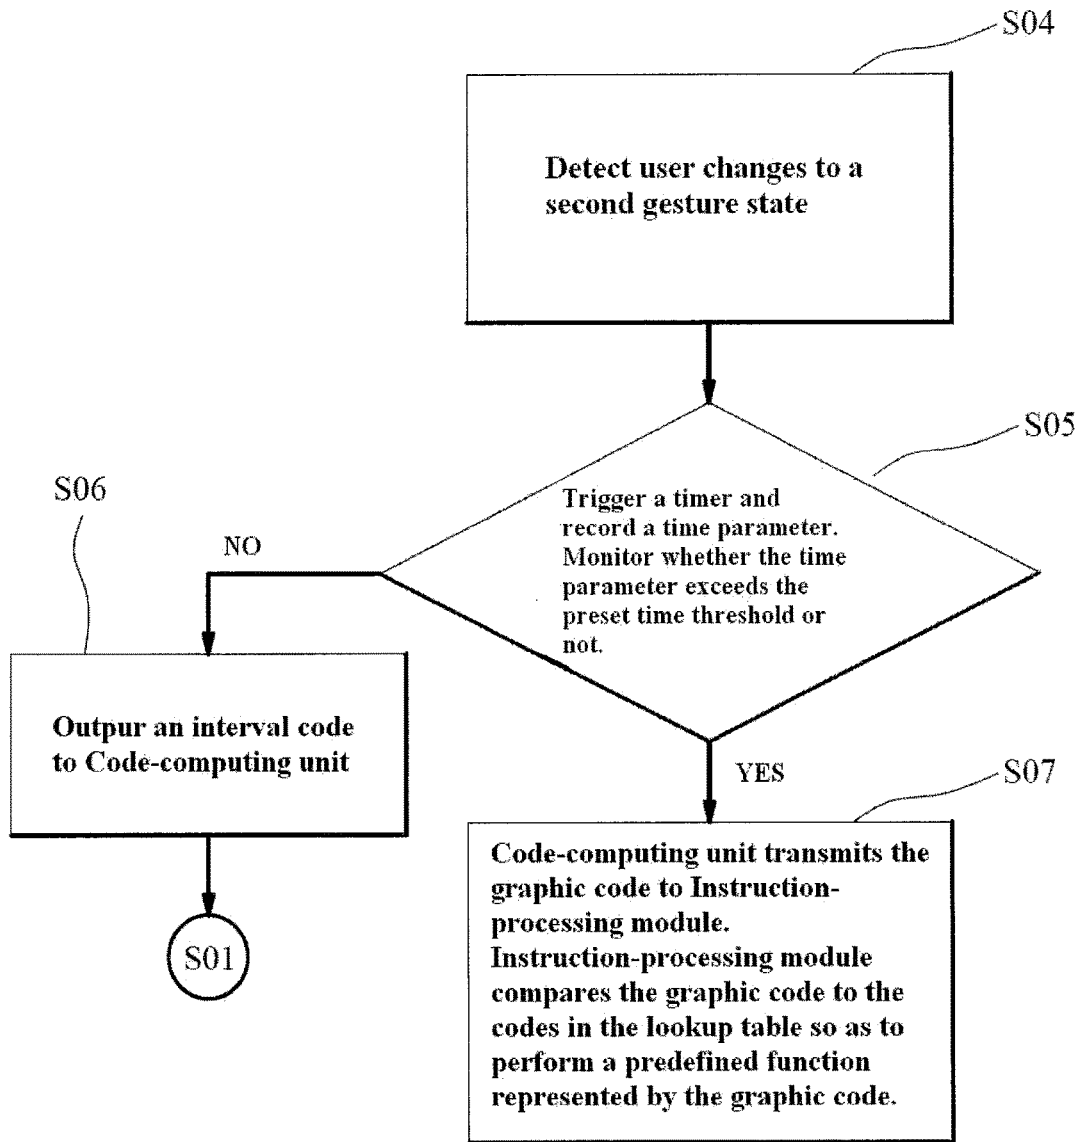 S04
Detect user changes to a
second gesture state
S05
Trigger a timer and
record a time parameter.
Monitor whether the time
parameter exceeds the
preset time threshold or
not.
NO
S06
Outpur an interval code
to Code-computing unit
S01
YES
S07
Code-computing unit transmits the
graphic code to Instruction-
processing module.
Instruction-processing module
compares the graphic code to the
codes in the lookup table so as to
perform a predefined function
represented by the graphic code.